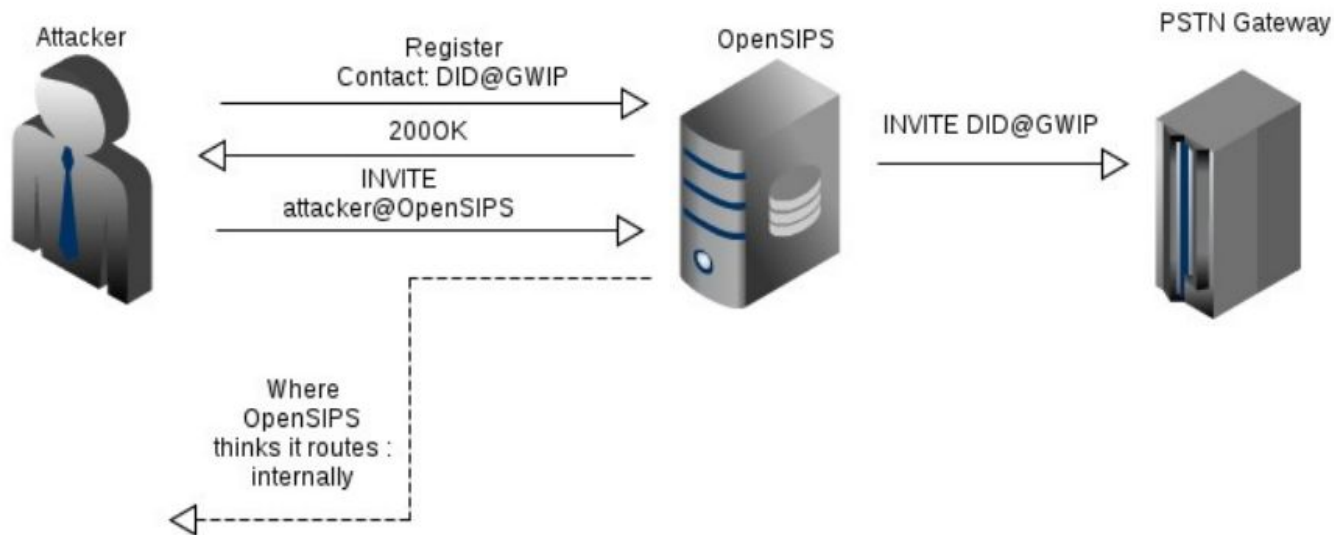 Attacker
Register
Contact: DID@GWIP
200OK
INVITE
attacker@OpenSIPS
OpenSIPS
INVITE DID@GWIP
PSTN Gateway
Where
OpenSIPS
thinks it routes :
internally